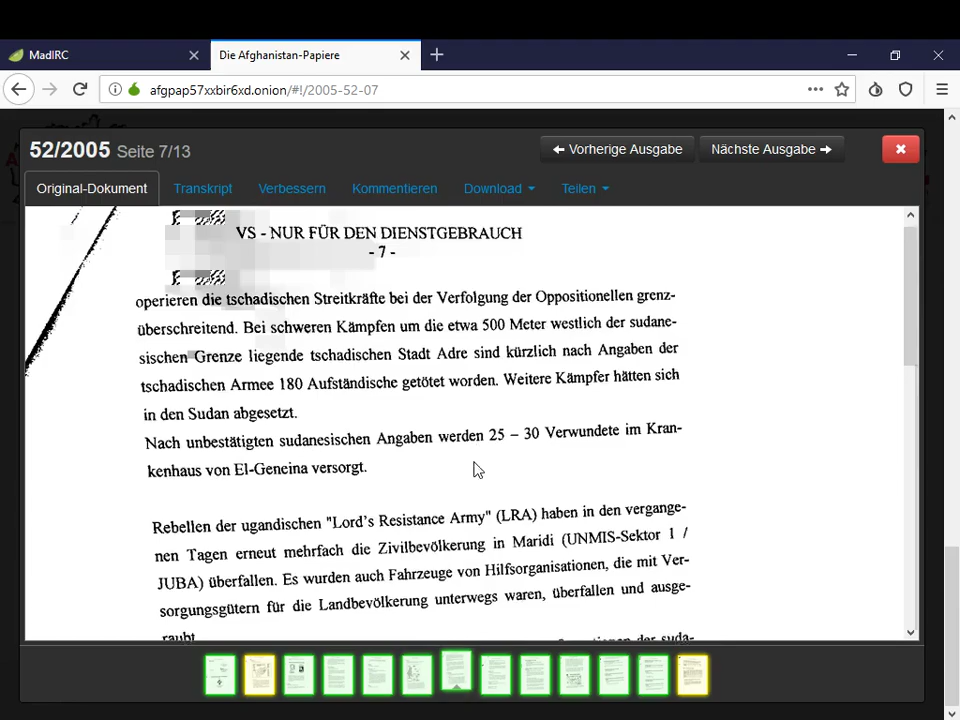 MadIRC
Die Afghanistan-Papiere
afgpap57xxbir6xd.onion/#!/2005-52-07
52/2005 Seite 7/13
Vorherige Ausgabe
Nächste Ausgabe
Original-Dokument
Transkript
Verbessern
Kommentieren
Download
Teilen
VS - NUR FÜR DEN DIENSTGEBRAUCH
- 7 -
operieren die tschadischen Streitkräfte bei der Verfolgung der Oppositionellen grenz-
überschreitend. Bei schweren Kämpfen um die etwa 500 Meter westlich der sudane-
sischen Grenze liegende tschadischen Stadt Adre sind kürzlich nach Angaben der
tschadischen Armee 180 Aufständische getötet worden. Weitere Kämpfer hätten sich
in den Sudan abgesetzt.
Nach unbestätigten sudanesischen Angaben werden 25 – 30 Verwundete im Kran-
kenhaus von El-Geneina versorgt.
Rebellen der ugandischen "Lord's Resistance Army" (LRA) haben in den vergange-
nen Tagen erneut mehrfach die Zivilbevölkerung in Maridi (UNMIS-Sektor 1 /
JUBA) überfallen. Es wurden auch Fahrzeuge von Hilfsorganisationen, die mit Ver-
sorgungsgütern für die Landbevölkerung unterwegs waren, überfallen und ausge-
raubt
der suda-